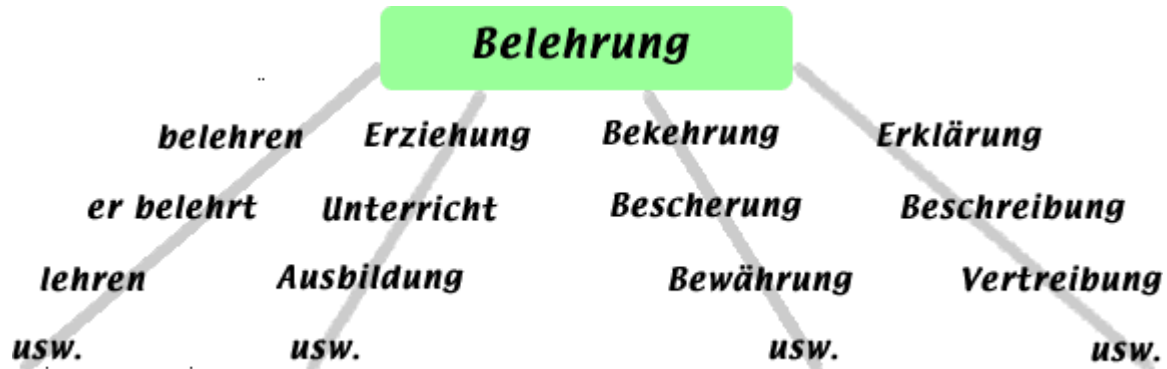 Belehrung
belehren Erziehung Bekehrung Erklärung
er belehrt Unterricht Bescherung Beschreibung
lehren Ausbildung Bewährung Vertreibung
usw. usw. usw. usw.